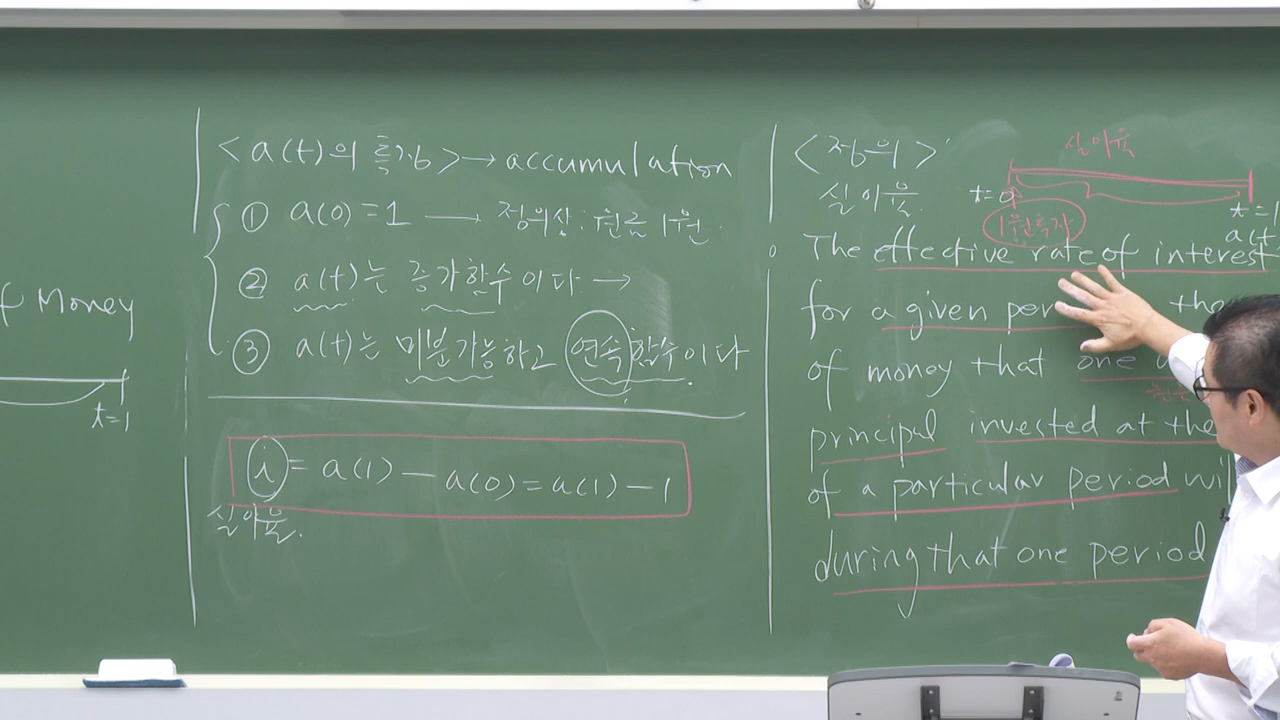 f Money
t=1
<a(t)의 특징>→accumulation
① a(0)=1 → 정의상: 원금 1원
② a(t)는 증가함수이다 →
③ a(t)는 미분가능하고 연속함수이다
i = a(1) - a(0) = a(1) - 1
실이율.
<정의>
실이율
실이율
t=0
1원투자
t=1
a(t
The effective rate of interest
for a given per the
of money that one
principal invested at the
of a particular period wi
during that one period